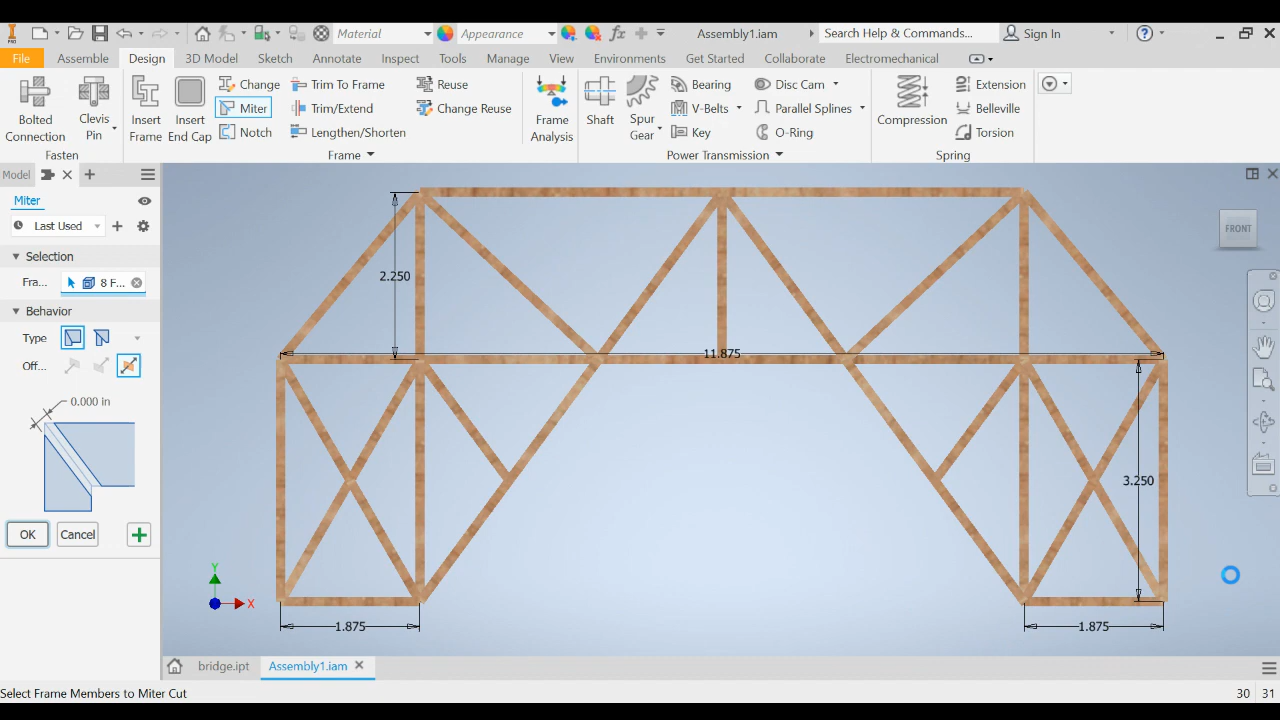 PRO
Material
Appearance
Assembly1.iam
Search Help & Commands...
Sign In
File
Assemble
Design
3D Model
Sketch
Annotate
Inspect
Tools
Manage
View
Environments
Get Started
Collaborate
Electromechanical
Bolted
Connection
Clevis
Pin
Insert
Frame
Insert
End Cap
Change
Miter
Notch
Trim To Frame
Trim/Extend
Lengthen/Shorten
Reuse
Change Reuse
Frame
Analysis
Shaft
Spur
Gear
Bearing
V-Belts
Key
Disc Cam
Parallel Splines
O-Ring
Compression
Extension
Belleville
Torsion
Fasten
Frame
Power Transmission
Spring
Model
Miter
Last Used
Selection
Fra...
8 F...
Behavior
Type
Off...
0.000 in
OK
Cancel
FRONT
2.250
11.875
3.250
1.875
1.875
Y
X
bridge.ipt
Assembly1.iam
Select Frame Members to Miter Cut
30
31